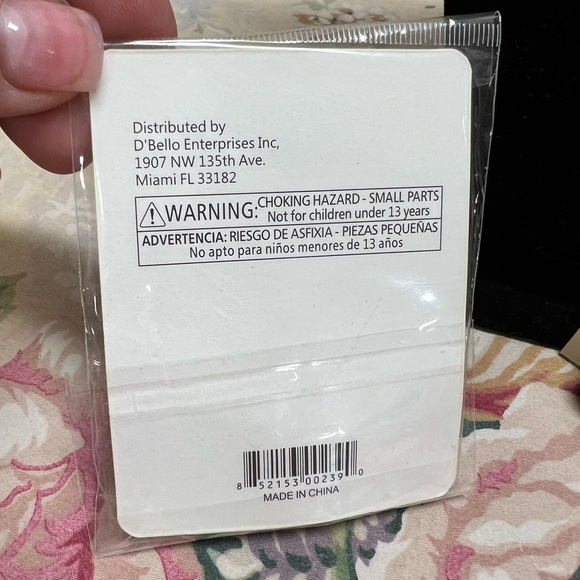 Distributed by
D'Bello Enterprises Inc,
1907 NW 135th Ave.
Miami FL 33182
WARNING: CHOKING HAZARD - SMALL PARTS
Not for children under 13 years
ADVERTENCIA: RIESGO DE ASFIXIA - PIEZAS PEQUEÑAS
No apto para niños menores de 13 años
8 52153 00239 0
MADE IN CHINA